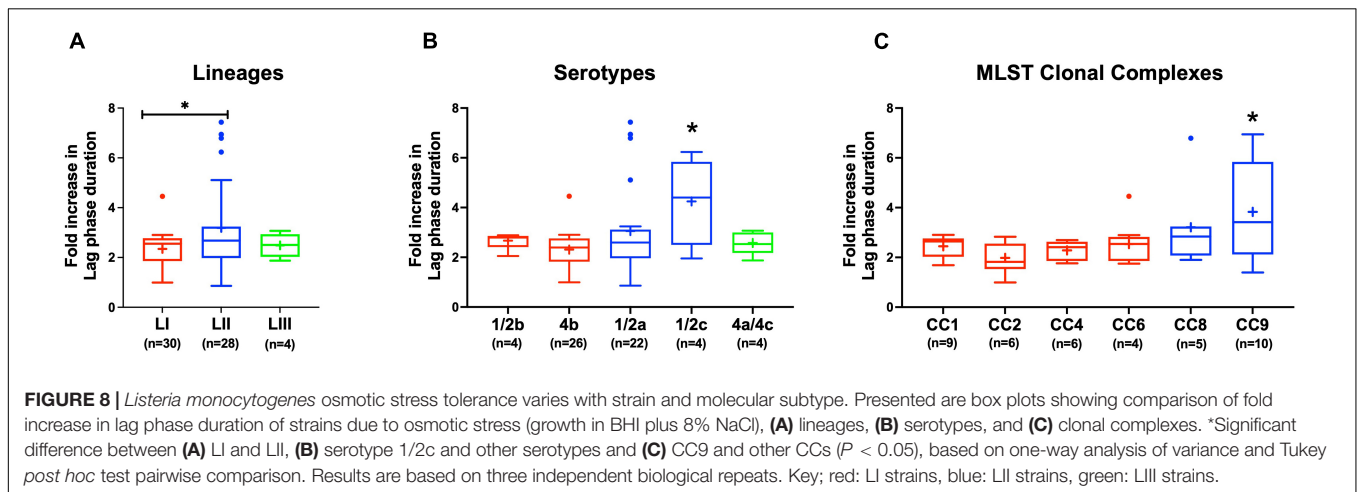 A
B
C
Lineages
Serotypes
MLST Clonal Complexes
Fold increase in
Lag phase duration
8
6
4
2
0
*
LI
LII
LIII
(n=30)
(n=28)
(n=4)
Fold increase in
Lag phase duration
8
6
4
2
0
*
1/2b
4b
1/2a
1/2c
4a/4c
(n=4)
(n=26)
(n=22)
(n=4)
(n=4)
Fold increase in
Lag phase duration
8
6
4
2
0
*
CC1
CC2
CC4
CC6
CC8
CC9
(n=9)
(n=6)
(n=6)
(n=4)
(n=5)
(n=10)
FIGURE 8 | Listeria monocytogenes osmotic stress tolerance varies with strain and molecular subtype. Presented are box plots showing comparison of fold
increase in lag phase duration of strains due to osmotic stress (growth in BHI plus 8% NaCl), (A) lineages, (B) serotypes, and (C) clonal complexes. *Significant
difference between (A) LI and LII, (B) serotype 1/2c and other serotypes and (C) CC9 and other CCs (P < 0.05), based on one-way analysis of variance and Tukey
post hoc test pairwise comparison. Results are based on three independent biological repeats. Key; red: LI strains, blue: LII strains, green: LIII strains.